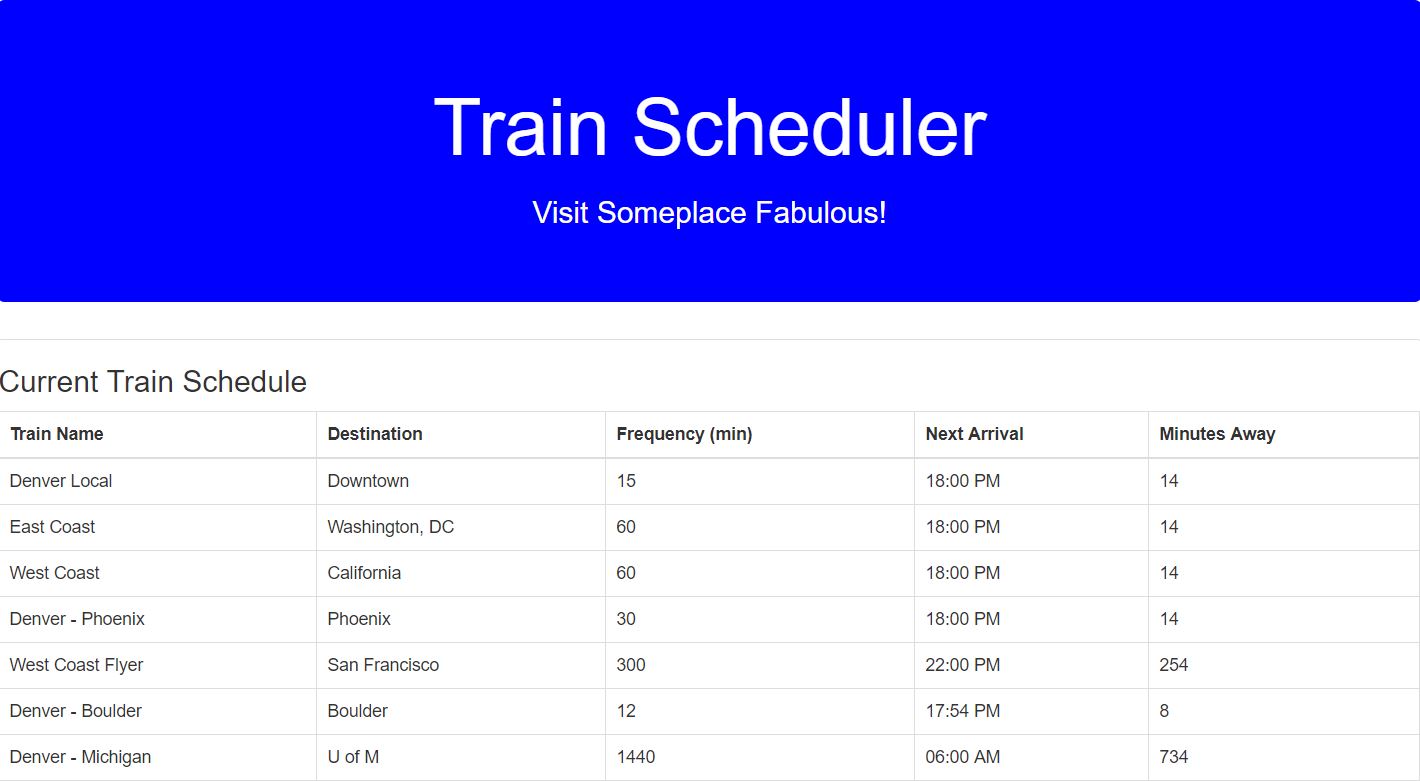 Train Scheduler
Visit Someplace Fabulous!
Current Train Schedule
Train Name Destination Frequency (min) Next Arrival Minutes Away
Denver Local Downtown 15 18:00 PM 14
East Coast Washington, DC 60 18:00 PM 14
West Coast California 60 18:00 PM 14
Denver - Phoenix Phoenix 30 18:00 PM 14
West Coast Flyer San Francisco 300 22:00 PM 254
Denver - Boulder Boulder 12 17:54 PM 8
Denver - Michigan U of M 1440 06:00 AM 734